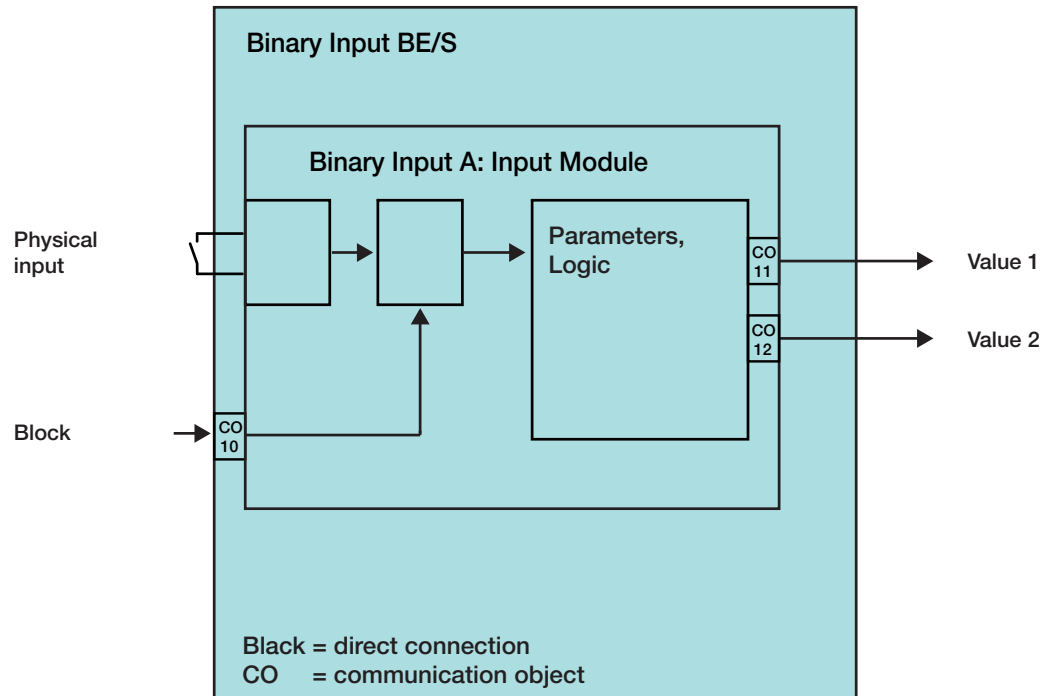 Binary Input BE/S
Binary Input A: Input Module
Physical
input
Parameters,
Logic
CO
11
Value 1
CO
12
Value 2
Block
CO
10
Black = direct connection
CO = communication object